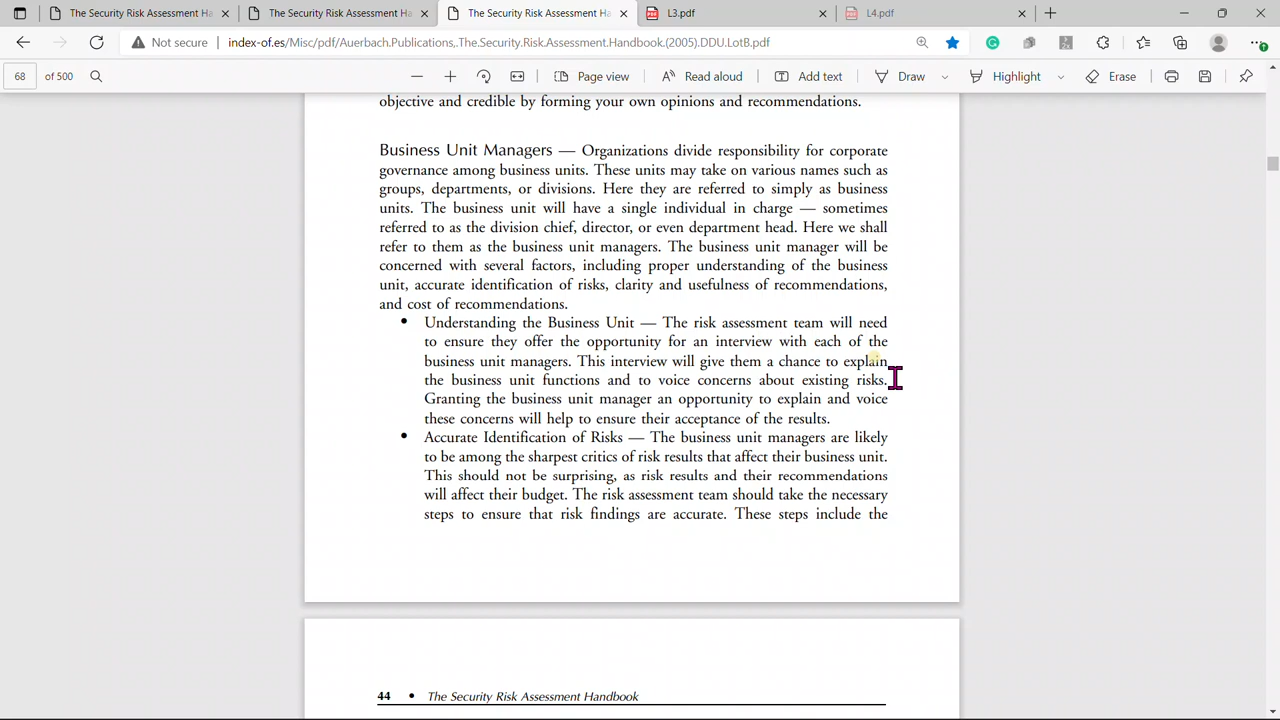 The Security Risk Assessment Ha
The Security Risk Assessment Ha
The Security Risk Assessment Ha
L3.pdf
L4.pdf
Not secure
index-of.es/Misc/pdf/Auerbach.Publications,.The.Security.Risk.Assessment.Handbook.(2005).DDU.LotB.pdf
68 of 500
Page view
Read aloud
Add text
Draw
Highlight
Erase
objective and credible by forming your own opinions and recommendations.
Business Unit Managers — Organizations divide responsibility for corporate
governance among business units. These units may take on various names such as
groups, departments, or divisions. Here they are referred to simply as business
units. The business unit will have a single individual in charge — sometimes
referred to as the division chief, director, or even department head. Here we shall
refer to them as the business unit managers. The business unit manager will be
concerned with several factors, including proper understanding of the business
unit, accurate identification of risks, clarity and usefulness of recommendations,
and cost of recommendations.
• Understanding the Business Unit — The risk assessment team will need
to ensure they offer the opportunity for an interview with each of the
business unit managers. This interview will give them a chance to explain
the business unit functions and to voice concerns about existing risks.
Granting the business unit manager an opportunity to explain and voice
these concerns will help to ensure their acceptance of the results.
• Accurate Identification of Risks — The business unit managers are likely
to be among the sharpest critics of risk results that affect their business unit.
This should not be surprising, as risk results and their recommendations
will affect their budget. The risk assessment team should take the necessary
steps to ensure that risk findings are accurate. These steps include the
44 • The Security Risk Assessment Handbook